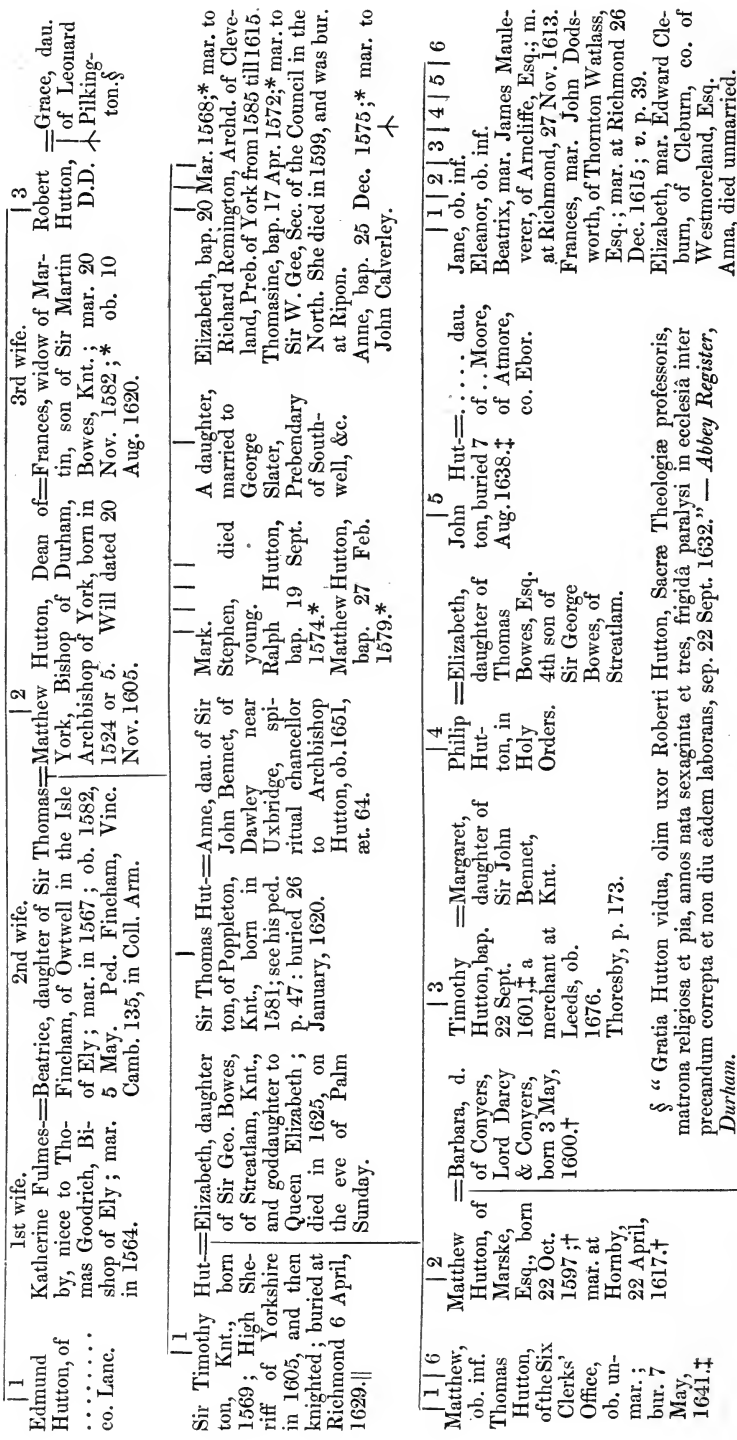 | 1
Edmund
Hutton, of
. . . . . . . .
co. Lanc.
1st wife.
Katherine Fulmes-
by, niece to Tho-
mas Goodrich, Bi-
shop of Ely; mar.
in 1564.
2nd wife.
=Beatrice, daughter of Sir Thomas
Fincham, of Owtwell in the Isle
of Ely; mar. in 1567; ob. 1582,
5 May. Ped. Fincham, Vinc.
Camb. 135, in Coll. Arm.
| 2
=Matthew Hutton, Dean of
York, Bishop of Durham,
Archbishop of York, born in
1524 or 5. Will dated 20
Nov. 1605.
3rd wife.
=Frances, widow of Mar-
tin, son of Sir Martin
Bowes, Knt.; mar. 20
Nov. 1582;* ob. 10
Aug. 1620.
| 3
Robert
Hutton,
D.D.
=Grace, dau.
of Leonard
Pilking-
ton.§
| 1
Sir Timothy Hut-
ton, Knt., born
1569; High She-
riff of Yorkshire
in 1605, and then
knighted; buried at
Richmond 6 April,
1629.||
=Elizabeth, daughter
of Sir Geo. Bowes,
of Streatlam, Knt.,
and goddaughter to
Queen Elizabeth;
died in 1625, on
the eve of Palm
Sunday.
Sir Thomas Hut-
ton, of Poppleton,
Knt., born in
1581; see his ped.
p. 47: buried 26
January, 1620.
=Anne, dau. of Sir
John Bennet, of
Dawley near
Uxbridge, spi-
ritual chancellor
to Archbishop
Hutton, ob. 1651,
æt. 64.
Mark.
Stephen, died
young.
Ralph Hutton,
bap. 19 Sept.
1574.*
Matthew Hutton,
bap. 27 Feb.
1579.*
A daughter,
married to
George
Slater,
Prebendary
of South-
well, &c.
Elizabeth, bap. 20 Mar. 1568;* mar. to
Richard Remington, Archd. of Cleve-
land, Preb. of York from 1585 till 1615.
Thomasine, bap. 17 Apr. 1572;* mar. to
Sir W. Gee, Sec. of the Council in the
North. She died in 1599, and was bur.
at Ripon.
Anne, bap. 25 Dec. 1575;* mar. to
John Calverley.
| 1 | 6
Matthew,
ob. inf.
Thomas
Hutton,
of the Six
Clerks'
Office,
ob. un-
mar.;
bur. 7
May,
1641.‡
| 2
Matthew
Hutton, of
Marske,
Esq., born
22 Oct.
1597;†
mar. at
Hornby,
22 April,
1617.†
=Barbara, d.
of Conyers,
Lord Darcy
& Conyers,
born 3 May,
1600.†
| 3
Timothy
Hutton, bap.
22 Sept.
1601,‡ a
merchant at
Leeds, ob.
1676.
Thoresby, p. 173.
=Margaret,
daughter of
Sir John
Bennet,
Knt.
| 4
Philip
Hut-
ton, in
Holy
Orders.
=Elizabeth,
daughter of
Thomas
Bowes, Esq.
4th son of
Sir George
Bowes, of
Streatlam.
| 5
John Hut-
ton, buried 7
Aug. 1638.‡
=. . . . . dau.
of . . Moore,
of Atmore,
co. Ebor.
| 1 | 2 | 3 | 4 | 5 | 6
Jane, ob. inf.
Eleanor, ob. inf.
Beatrix, mar. James Maule-
verer, of Arncliffe, Esq.; m.
at Richmond, 27 Nov. 1613.
Frances, mar. John Dods-
worth, of Thornton Watlass,
Esq.; mar. at Richmond 26
Dec. 1615; v. p. 39.
Elizabeth, mar. Edward Cle-
burn, of Cleburn, co. of
Westmoreland, Esq.
Anna, died unmarried.
§ “Gratia Hutton vidua, olim uxor Roberti Hutton, Sacræ Theologiæ professoris,
matrona religiosa et pia, annos nata sexaginta et tres, frigidâ paralysi in ecclesiâ inter
precandum correpta et non diu eâdem laborans, sep. 22 Sept. 1632.” — Abbey Register,
Durham.